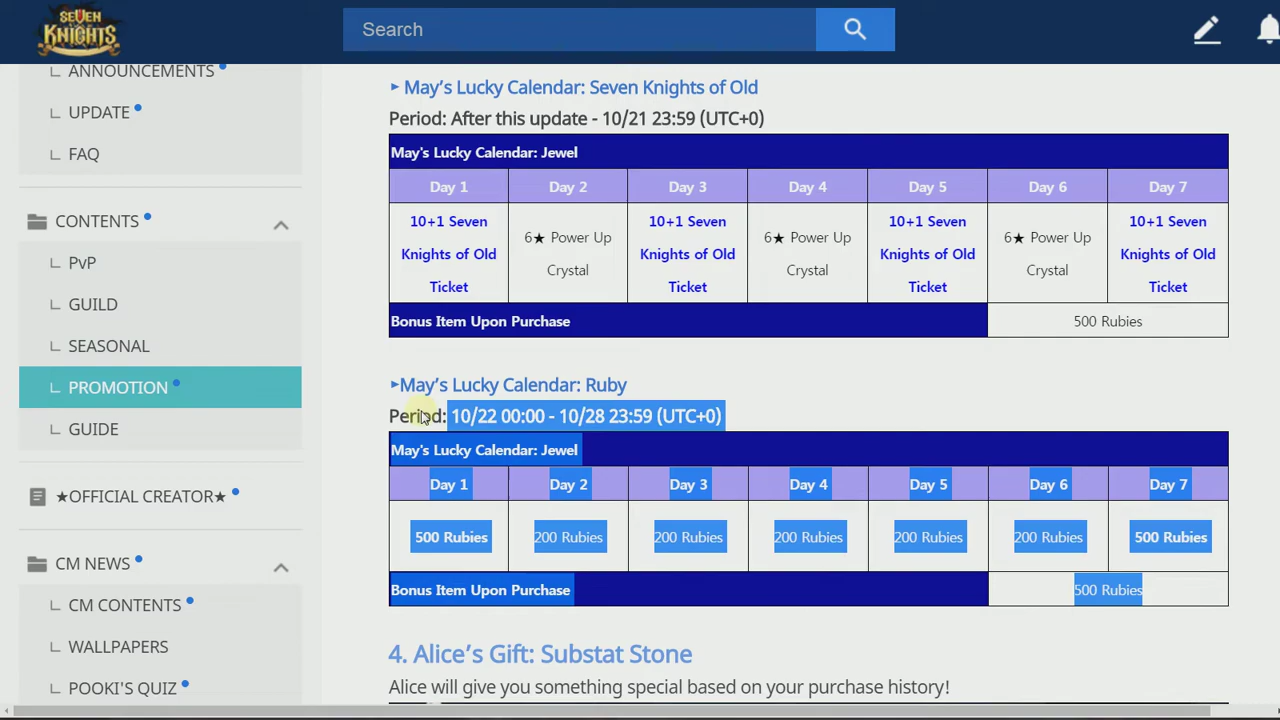 SEVEN
KNIGHTS
Search
ANNOUNCEMENTS
UPDATE
FAQ
CONTENTS
PvP
GUILD
SEASONAL
PROMOTION
GUIDE
★OFFICIAL CREATOR★
CM NEWS
CM CONTENTS
WALLPAPERS
POOKI'S QUIZ
▸ May's Lucky Calendar: Seven Knights of Old
Period: After this update - 10/21 23:59 (UTC+0)
May's Lucky Calendar: Jewel
Day 1 Day 2 Day 3 Day 4 Day 5 Day 6 Day 7
10+1 Seven Knights of Old Ticket
6★ Power Up Crystal
10+1 Seven Knights of Old Ticket
6★ Power Up Crystal
10+1 Seven Knights of Old Ticket
6★ Power Up Crystal
10+1 Seven Knights of Old Ticket
Bonus Item Upon Purchase 500 Rubies
▸May's Lucky Calendar: Ruby
Period: 10/22 00:00 - 10/28 23:59 (UTC+0)
May's Lucky Calendar: Jewel
Day 1 Day 2 Day 3 Day 4 Day 5 Day 6 Day 7
500 Rubies 200 Rubies 200 Rubies 200 Rubies 200 Rubies 200 Rubies 500 Rubies
Bonus Item Upon Purchase 500 Rubies
4. Alice's Gift: Substat Stone
Alice will give you something special based on your purchase history!